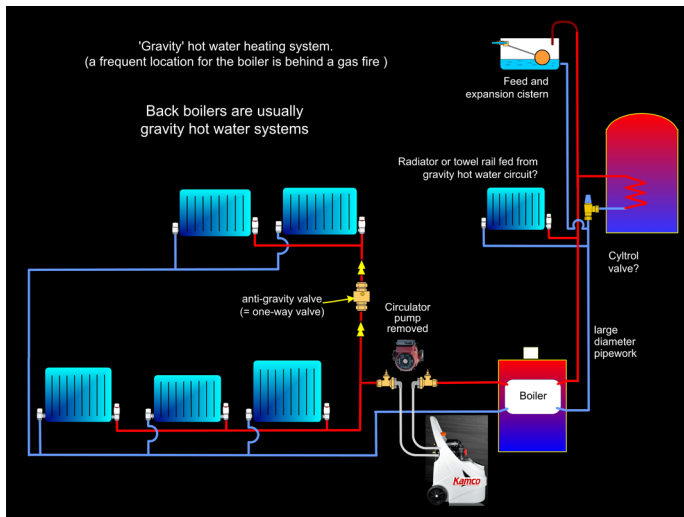 'Gravity' hot water heating system.
(a frequent location for the boiler is behind a gas fire )
Back boilers are usually
gravity hot water systems
Feed and
expansion cistern
Radiator or towel rail fed from
gravity hot water circuit?
Cyltrol
valve?
anti-gravity valve
(= one-way valve)
Circulator
pump
removed
large
diameter
pipework
Boiler
Kamco